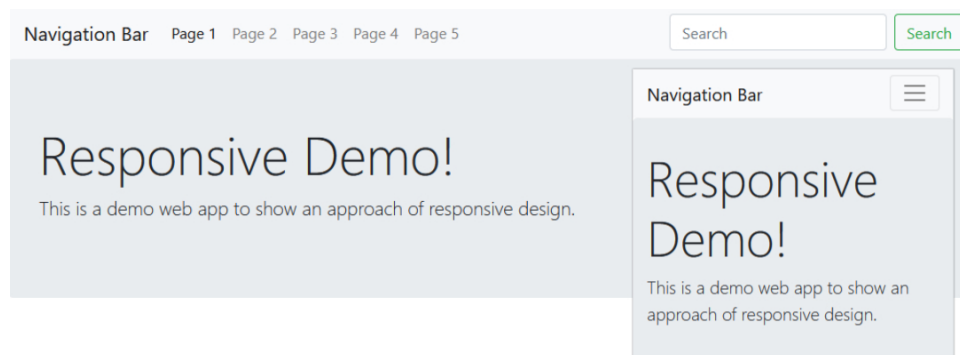 Navigation Bar Page 1 Page 2 Page 3 Page 4 Page 5 Search Search
Responsive Demo!
This is a demo web app to show an approach of responsive design.
Navigation Bar
Responsive
Demo!
This is a demo web app to show an
approach of responsive design.